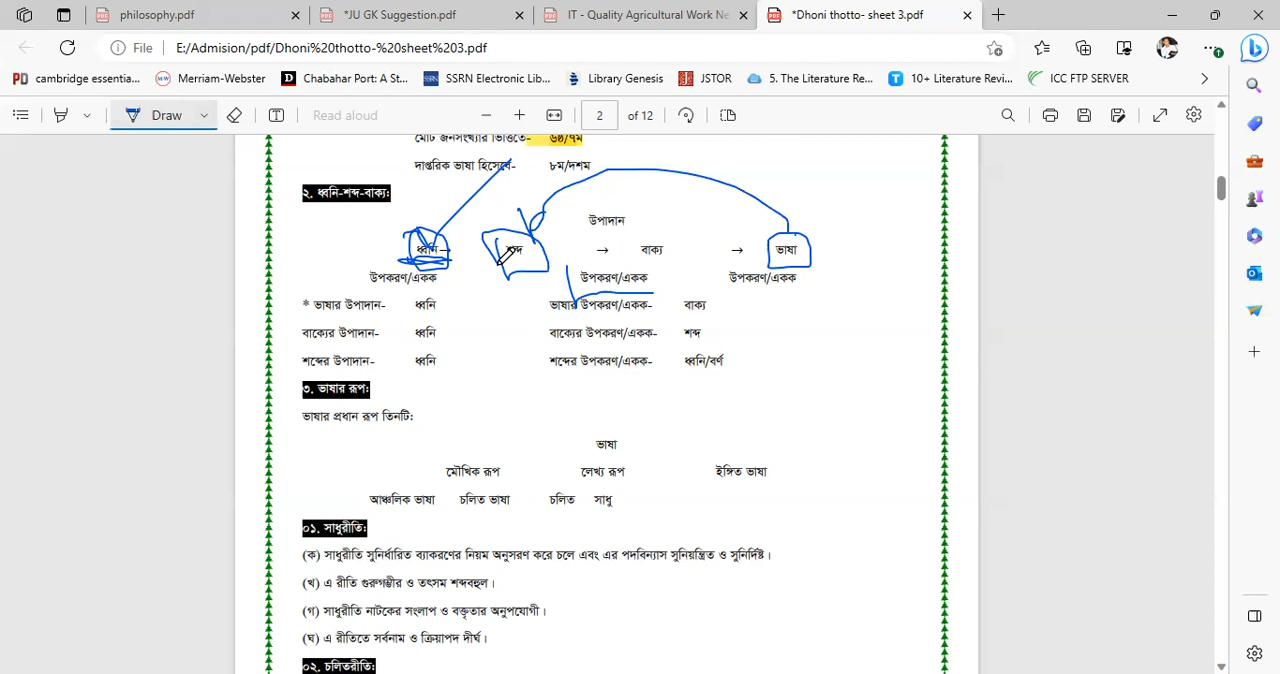 philosophy.pdf
*JU GK Suggestion.pdf
IT - Quality Agricultural Work Ne
*Dhoni thotto- sheet 3.pdf
File
E:/Admision/pdf/Dhoni%20thotto-%20sheet%203.pdf
PD cambridge essentia...
MW Merriam-Webster
D Chabahar Port: A St...
SSRN Electronic Lib...
Library Genesis
JSTOR
5. The Literature Re...
T 10+ Literature Revi...
ICC FTP SERVER
Draw
Read aloud
2 of 12
মোট জনসংখ্যার ভিত্তিতে- ৬ষ্ঠ/৭ম
দাপ্তরিক ভাষা হিসেবে- ৮ম/দশম
২. ধ্বনি-শব্দ-বাক্য:
উপাদান
ধ্বনি→ শব্দ → বাক্য → ভাষা
উপকরণ/একক উপকরণ/একক উপকরণ/একক
* ভাষার উপাদান- ধ্বনি ভাষার উপকরণ/একক- বাক্য
বাক্যের উপাদান- ধ্বনি বাক্যের উপকরণ/একক- শব্দ
শব্দের উপাদান- ধ্বনি শব্দের উপকরণ/একক- ধ্বনি/বর্ণ
৩. ভাষার রূপ:
ভাষার প্রধান রূপ তিনটি:
ভাষা
মৌখিক রূপ লেখ্য রূপ ইঙ্গিত ভাষা
আঞ্চলিক ভাষা চলিত ভাষা চলিত সাধু
০১. সাধুরীতি:
(ক) সাধুরীতি সুনির্ধারিত ব্যাকরণের নিয়ম অনুসরণ করে চলে এবং এর পদবিন্যাস সুনিয়ন্ত্রিত ও সুনির্দিষ্ট।
(খ) এ রীতি গুরুগম্ভীর ও তৎসম শব্দবহুল।
(গ) সাধুরীতি নাটকের সংলাপ ও বক্তৃতার অনুপযোগী।
(ঘ) এ রীতিতে সর্বনাম ও ক্রিয়াপদ দীর্ঘ।
০২. চলিতরীতি: